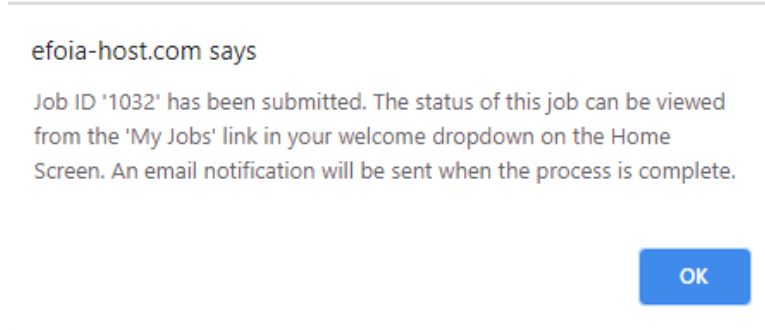 efoia-host.com says
Job ID '1032' has been submitted. The status of this job can be viewed
from the 'My Jobs' link in your welcome dropdown on the Home
Screen. An email notification will be sent when the process is complete.
OK